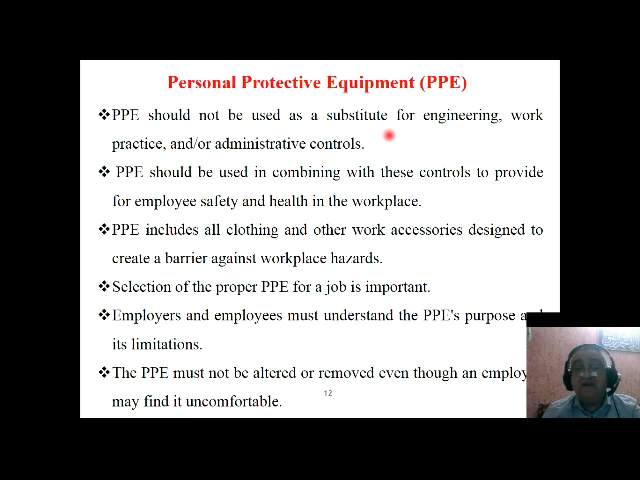 Personal Protective Equipment (PPE)
❖PPE should not be used as a substitute for engineering, work
practice, and/or administrative controls.
❖ PPE should be used in combining with these controls to provide
for employee safety and health in the workplace.
❖PPE includes all clothing and other work accessories designed to
create a barrier against workplace hazards.
❖Selection of the proper PPE for a job is important.
❖Employers and employees must understand the PPE's purpose
its limitations.
❖The PPE must not be altered or removed even though an
may find it uncomfortable.
12